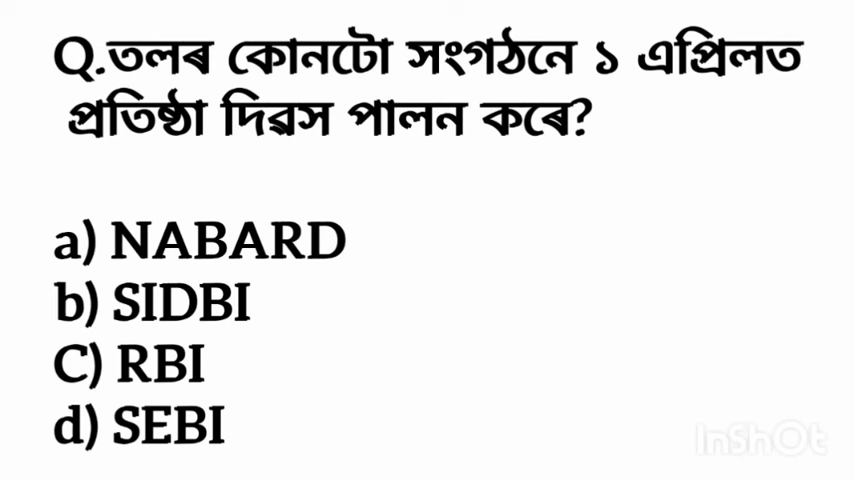 Q.তলৰ কোনটো সংগঠনে ১ এপ্ৰিলত
প্ৰতিষ্ঠা দিৱস পালন কৰে?
a) NABARD
b) SIDBI
C) RBI
d) SEBI
InShOt